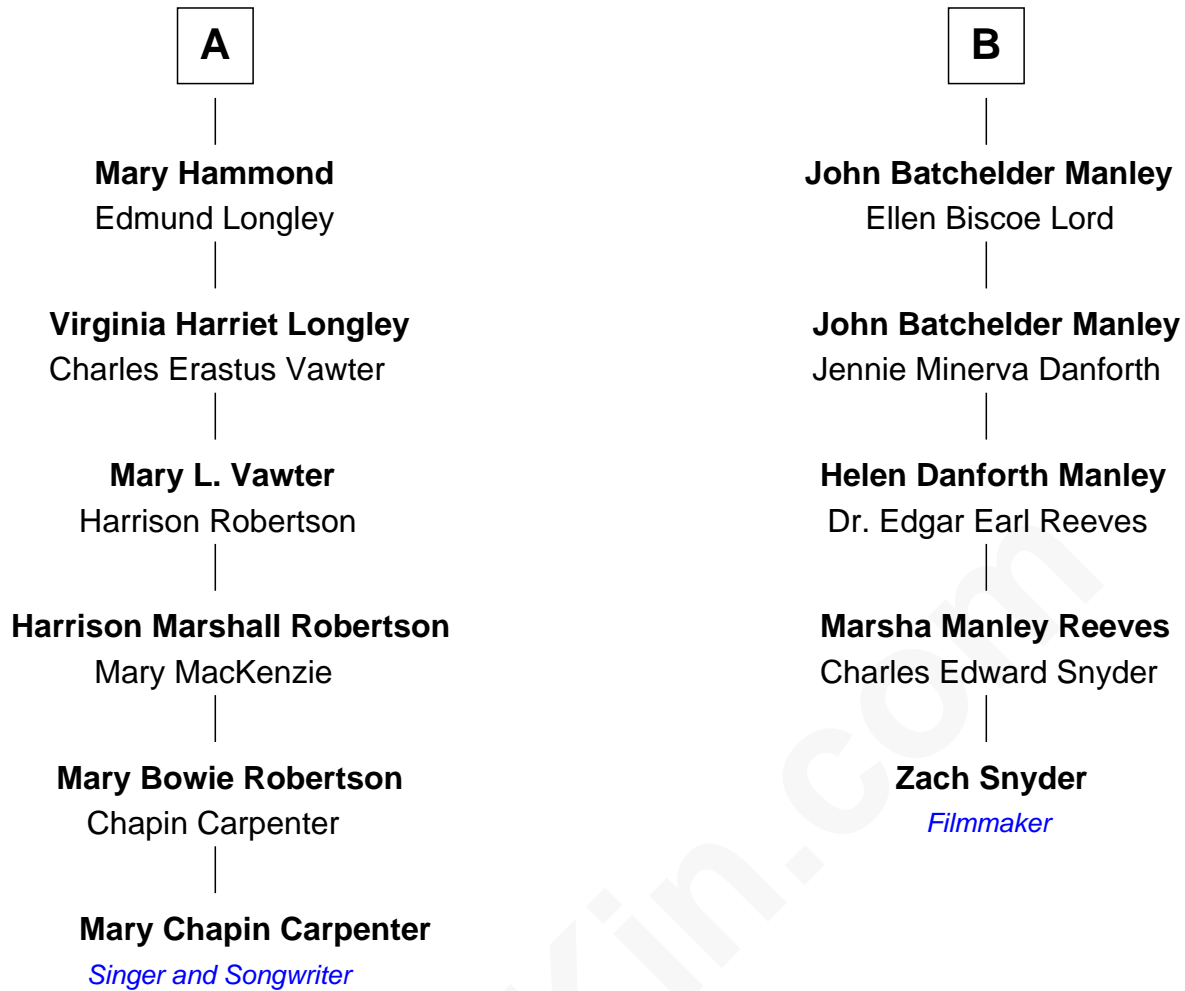 A
Mary Hammond
Edmund Longley
Virginia Harriet Longley
Charles Erastus Vawter
Mary L. Vawter
Harrison Robertson
Harrison Marshall Robertson
Mary MacKenzie
Mary Bowie Robertson
Chapin Carpenter
Mary Chapin Carpenter
Singer and Songwriter
B
John Batchelder Manley
Ellen Biscoe Lord
John Batchelder Manley
Jennie Minerva Danforth
Helen Danforth Manley
Dr. Edgar Earl Reeves
Marsha Manley Reeves
Charles Edward Snyder
Zach Snyder
Filmmaker